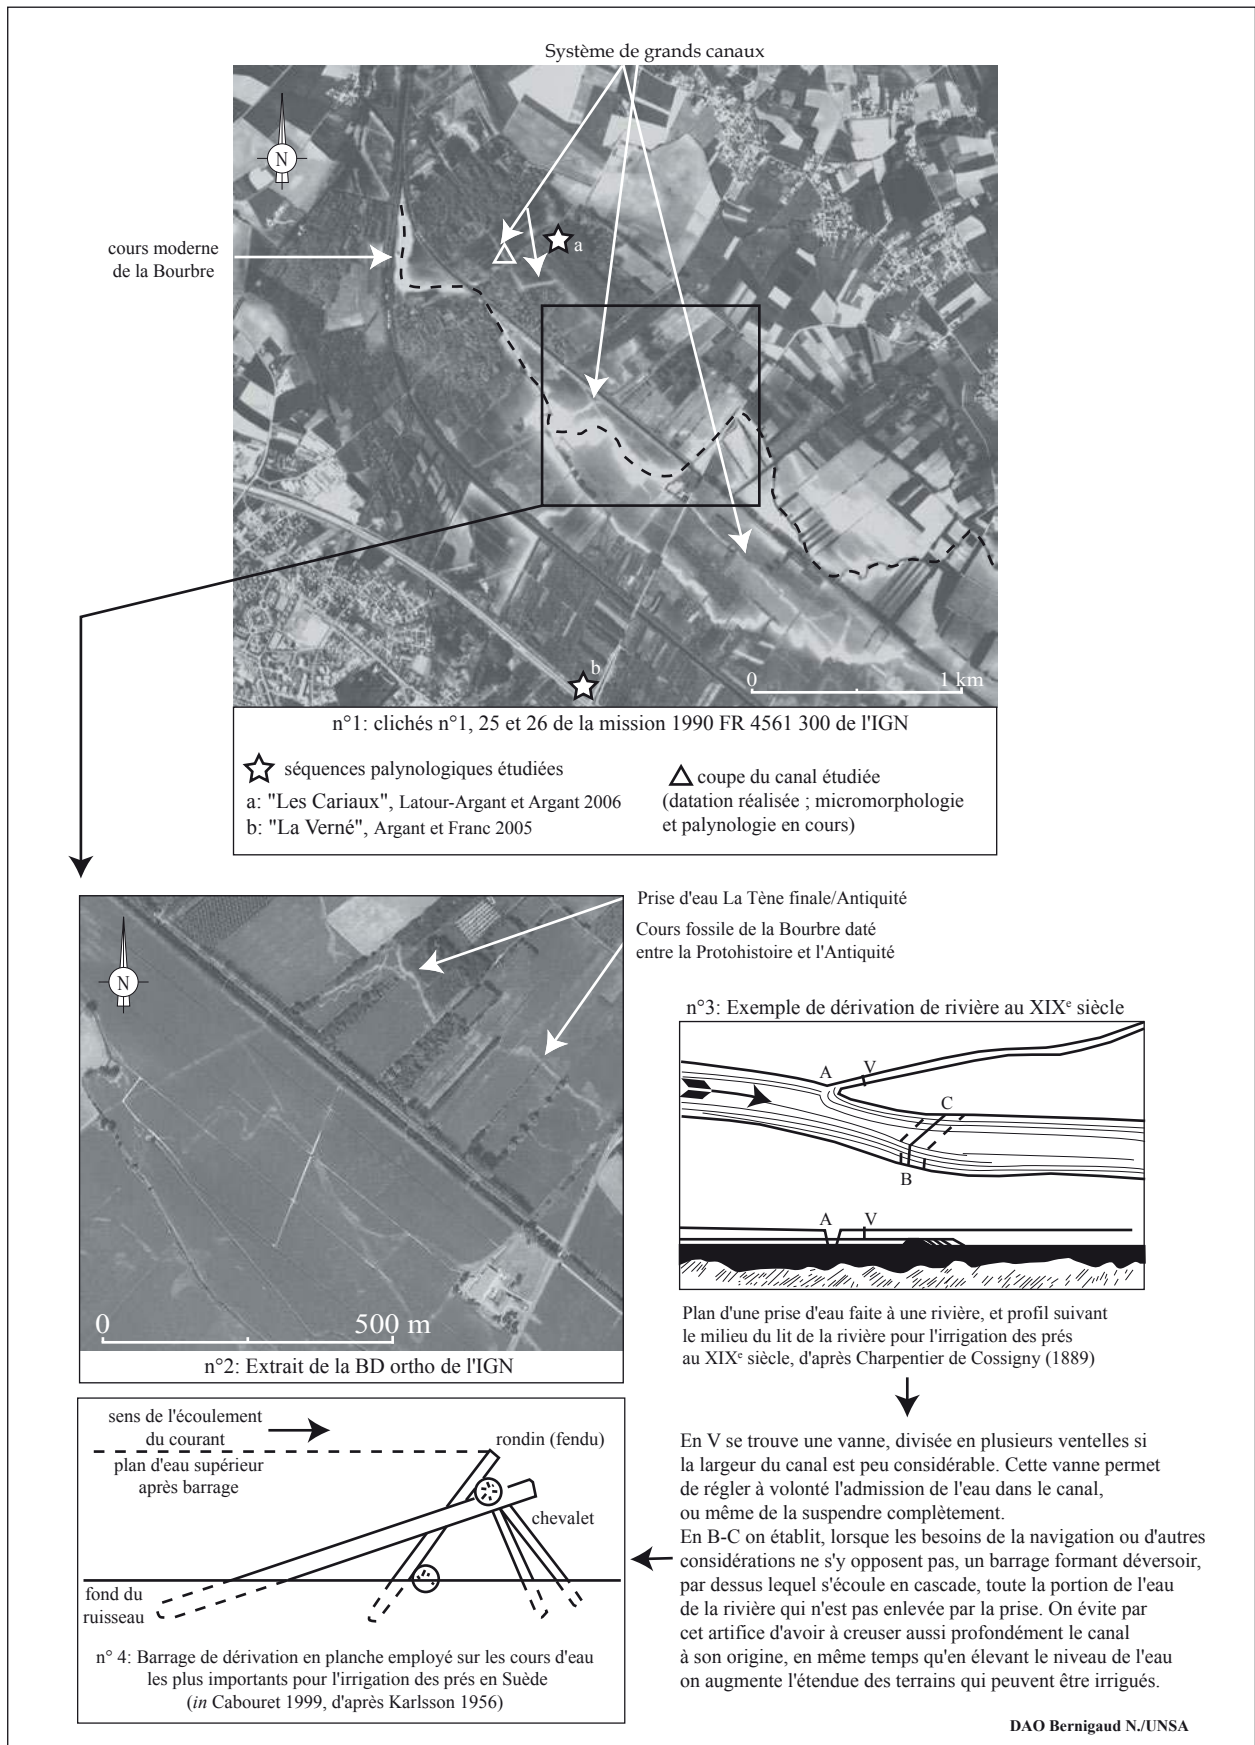 Système de grands canaux
N
cours moderne
de la Bourbre
a
b
0 1 km
n°1: clichés n°1, 25 et 26 de la mission 1990 FR 4561 300 de l'IGN
séquences palynologiques étudiées
a: "Les Cariaux", Latour-Argant et Argant 2006
b: "La Verné", Argant et Franc 2005
coupe du canal étudiée
(datation réalisée ; micromorphologie
et palynologie en cours)
Prise d'eau La Tène finale/Antiquité
Cours fossile de la Bourbre daté
entre la Protohistoire et l'Antiquité
N
0 500 m
n°2: Extrait de la BD ortho de l'IGN
n°3: Exemple de dérivation de rivière au XIXe siècle
A V
C
B
A V
Plan d'une prise d'eau faite à une rivière, et profil suivant
le milieu du lit de la rivière pour l'irrigation des prés
au XIXe siècle, d'après Charpentier de Cossigny (1889)
En V se trouve une vanne, divisée en plusieurs ventelles si
la largeur du canal est peu considérable. Cette vanne permet
de régler à volonté l'admission de l'eau dans le canal,
ou même de la suspendre complètement.
En B-C on établit, lorsque les besoins de la navigation ou d'autres
considérations ne s'y opposent pas, un barrage formant déversoir,
par dessus lequel s'écoule en cascade, toute la portion de l'eau
de la rivière qui n'est pas enlevée par la prise. On évite par
cet artifice d'avoir à creuser aussi profondément le canal
à son origine, en même temps qu'en élevant le niveau de l'eau
on augmente l'étendue des terrains qui peuvent être irrigués.
sens de l'écoulement
du courant
plan d'eau supérieur
après barrage
rondin (fendu)
chevalet
fond du
ruisseau
n° 4: Barrage de dérivation en planche employé sur les cours d'eau
les plus importants pour l'irrigation des prés en Suède
(in Cabouret 1999, d'après Karlsson 1956)
DAO Bernigaud N./UNSA